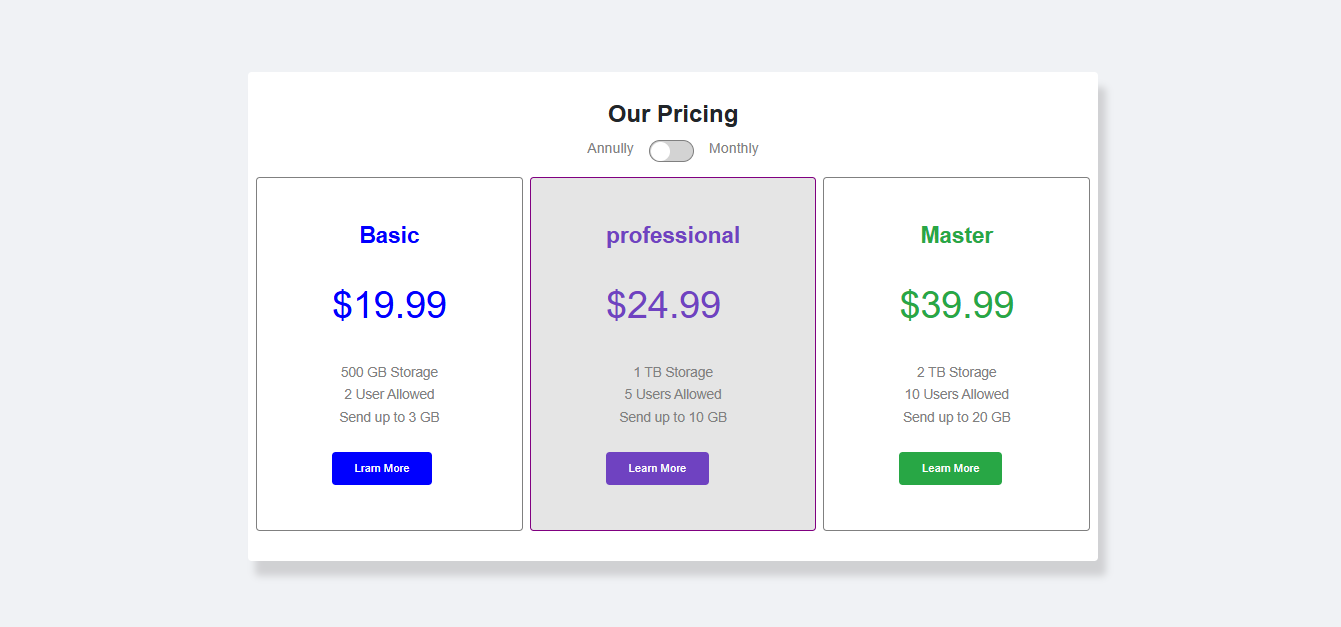 Our Pricing
Annully Monthly
Basic
$19.99
500 GB Storage
2 User Allowed
Send up to 3 GB
Lram More
professional
$24.99
1 TB Storage
5 Users Allowed
Send up to 10 GB
Learn More
Master
$39.99
2 TB Storage
10 Users Allowed
Send up to 20 GB
Learn More